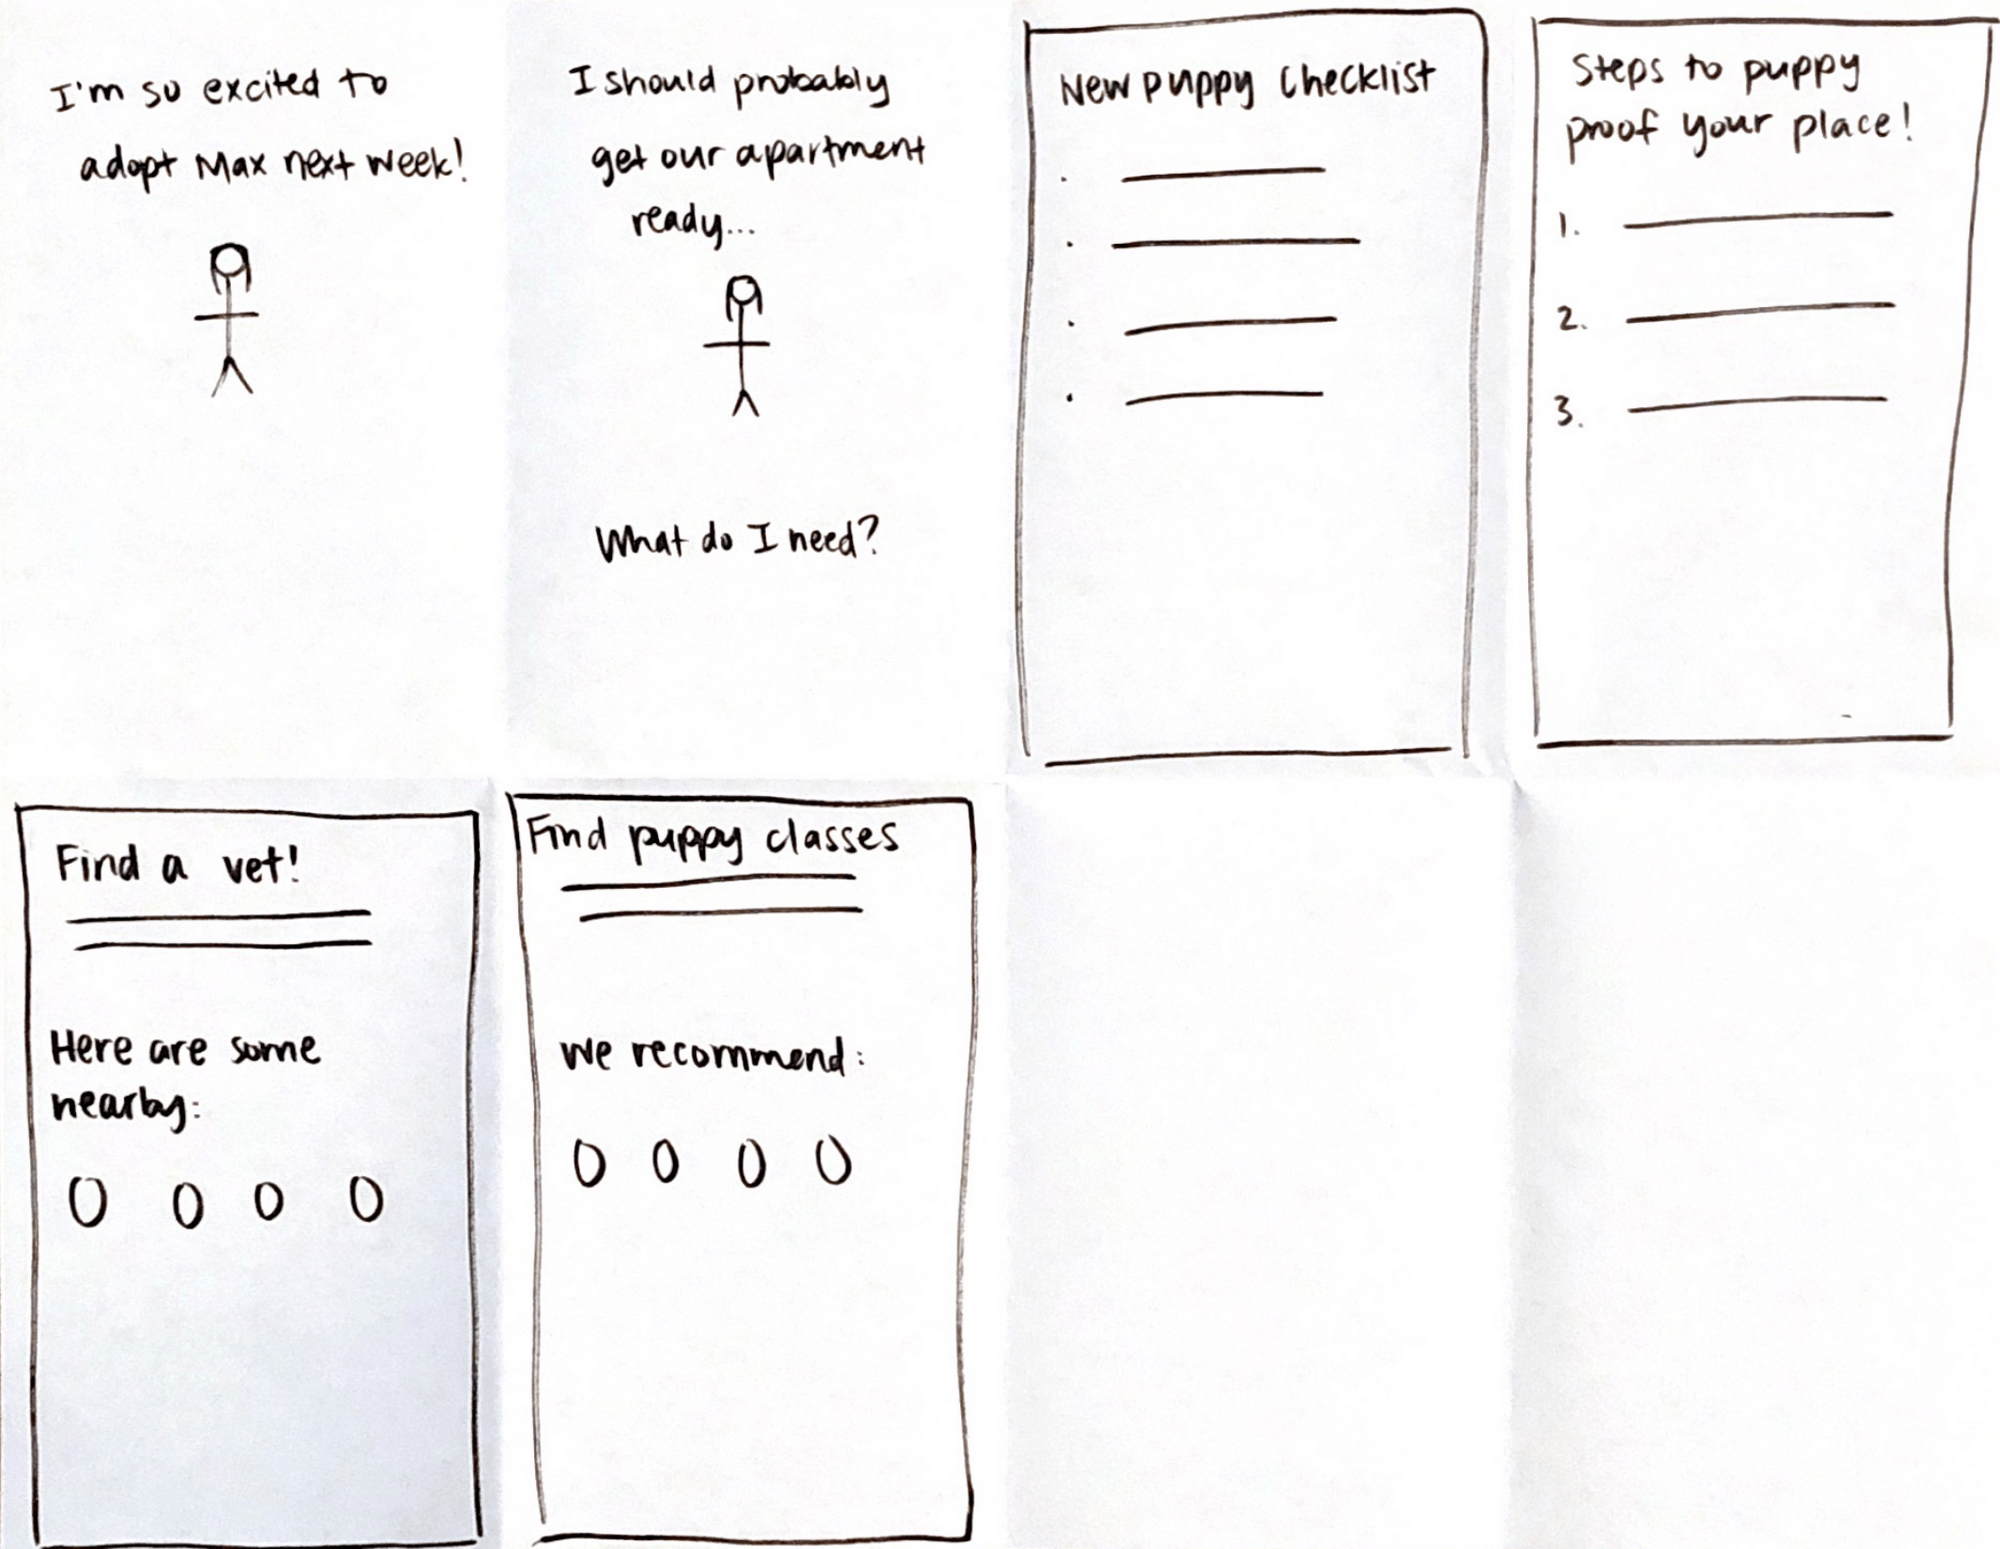 I'm so excited to
adopt Max next week!
I should probably
get our apartment
ready...
What do I need?
New puppy checklist
Steps to puppy
proof your place!
1.
2.
3.
Find a vet!
Here are some
nearby:
Find puppy classes
we recommend: